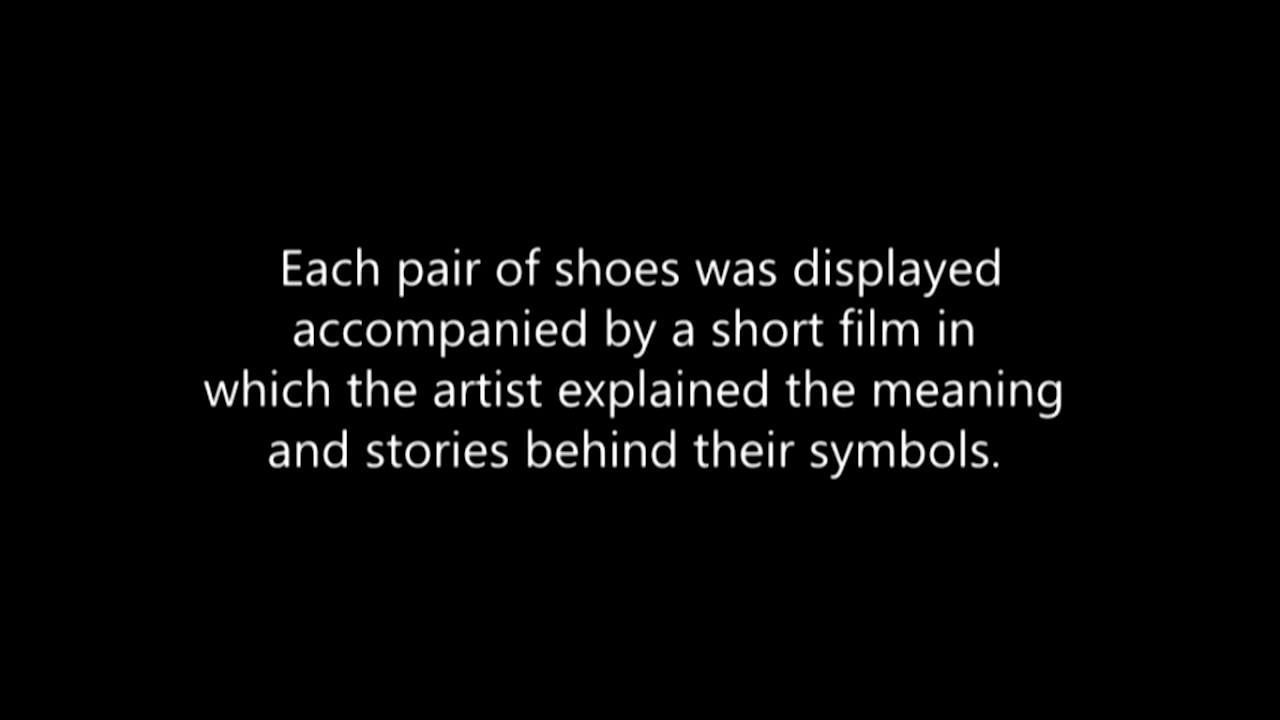 Each pair of shoes was displayed
accompanied by a short film in
which the artist explained the meaning
and stories behind their symbols.